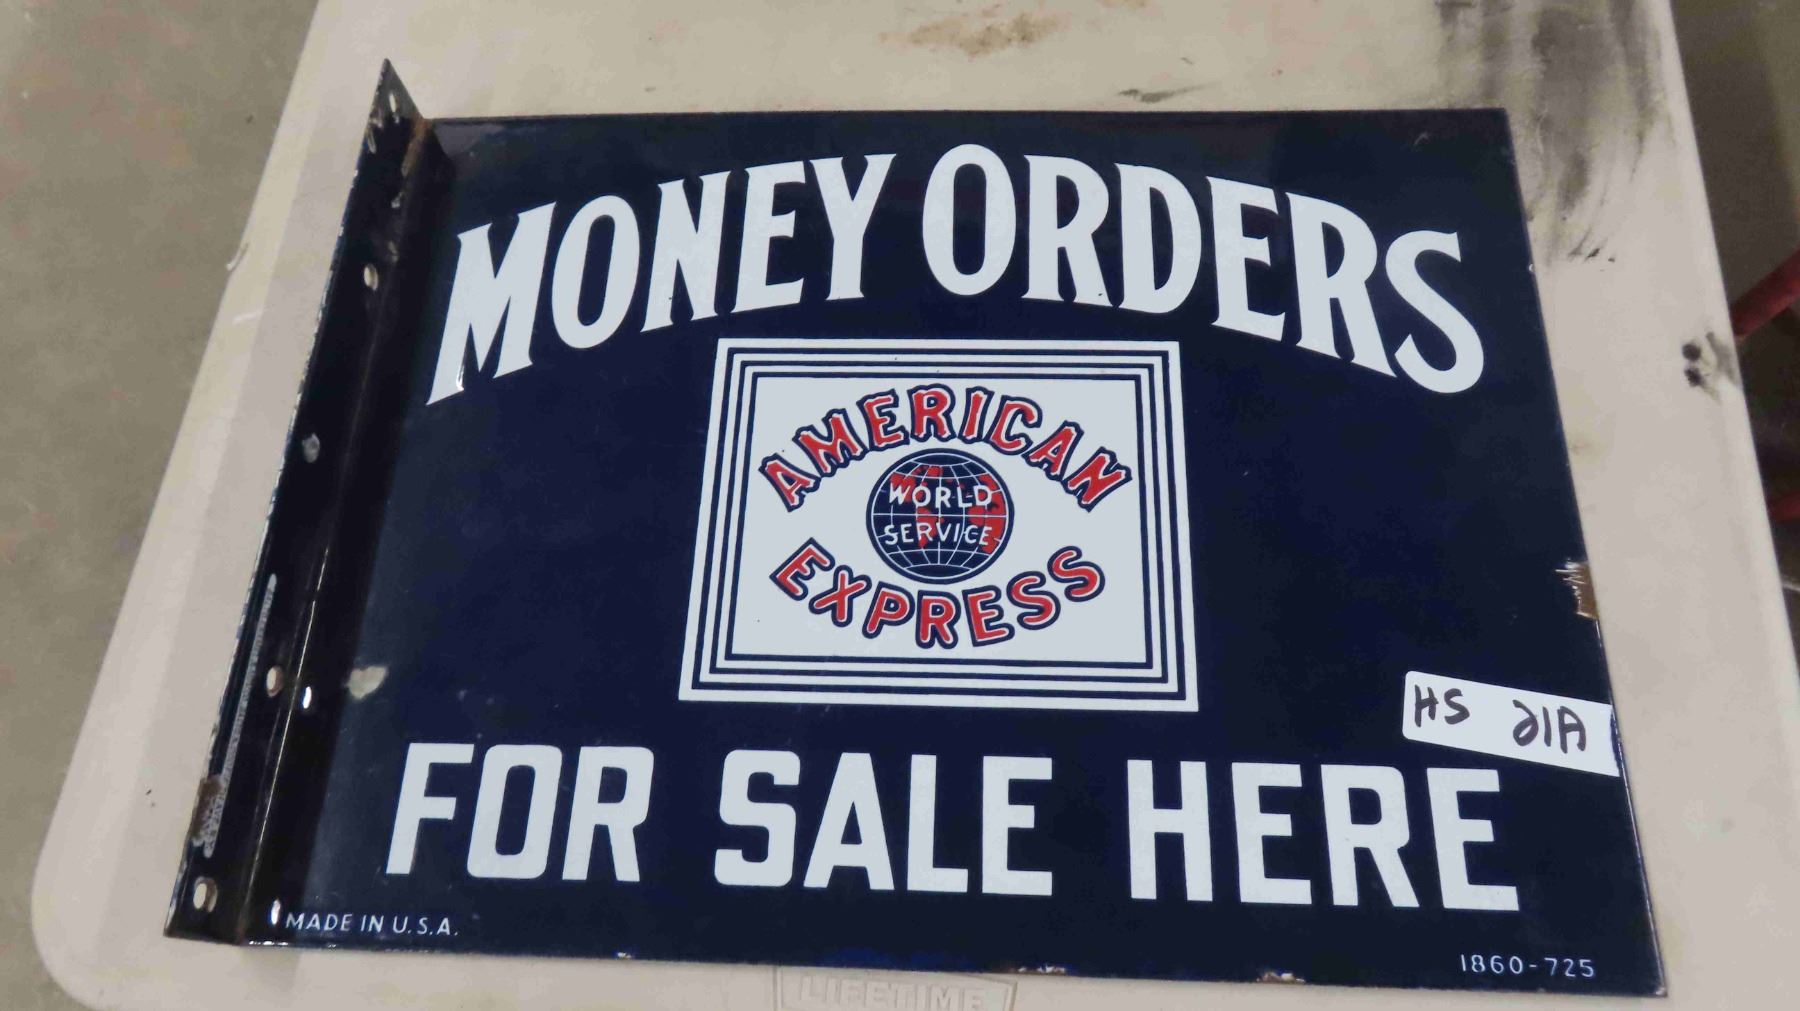 MONEY ORDERS
AMERICAN
WORLD
SERVICE
EXPRESS
HS 21A
FOR SALE HERE
MADE IN U.S.A.
1860-725
LIFETIME